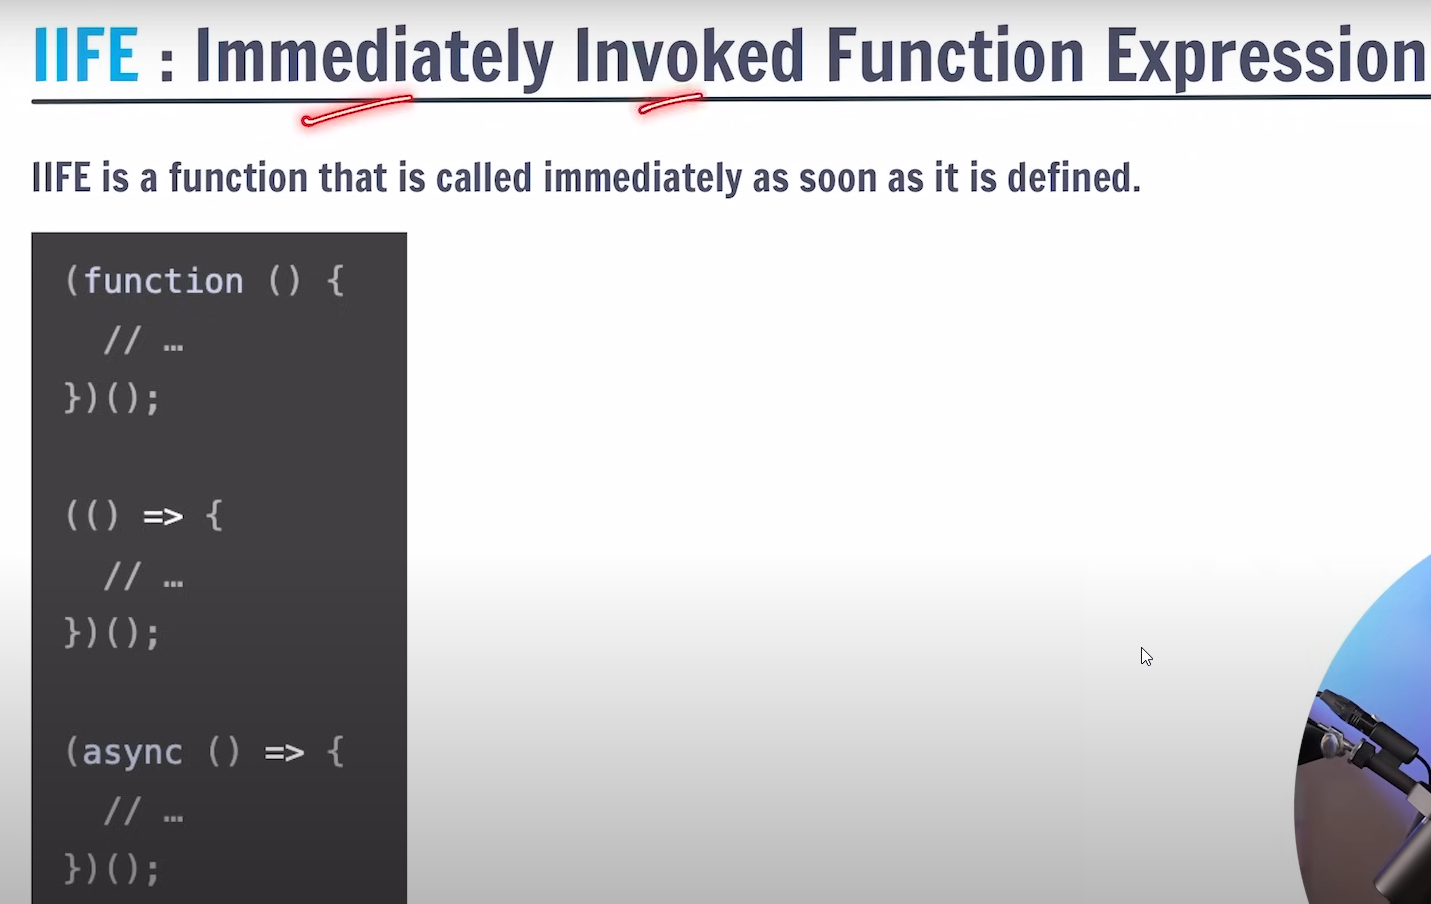 IIFE : Immediately Invoked Function Expression
IIFE is a function that is called immediately as soon as it is defined.
(function () {
// …
})();
(() => {
// …
})();
(async () => {
// …
})();